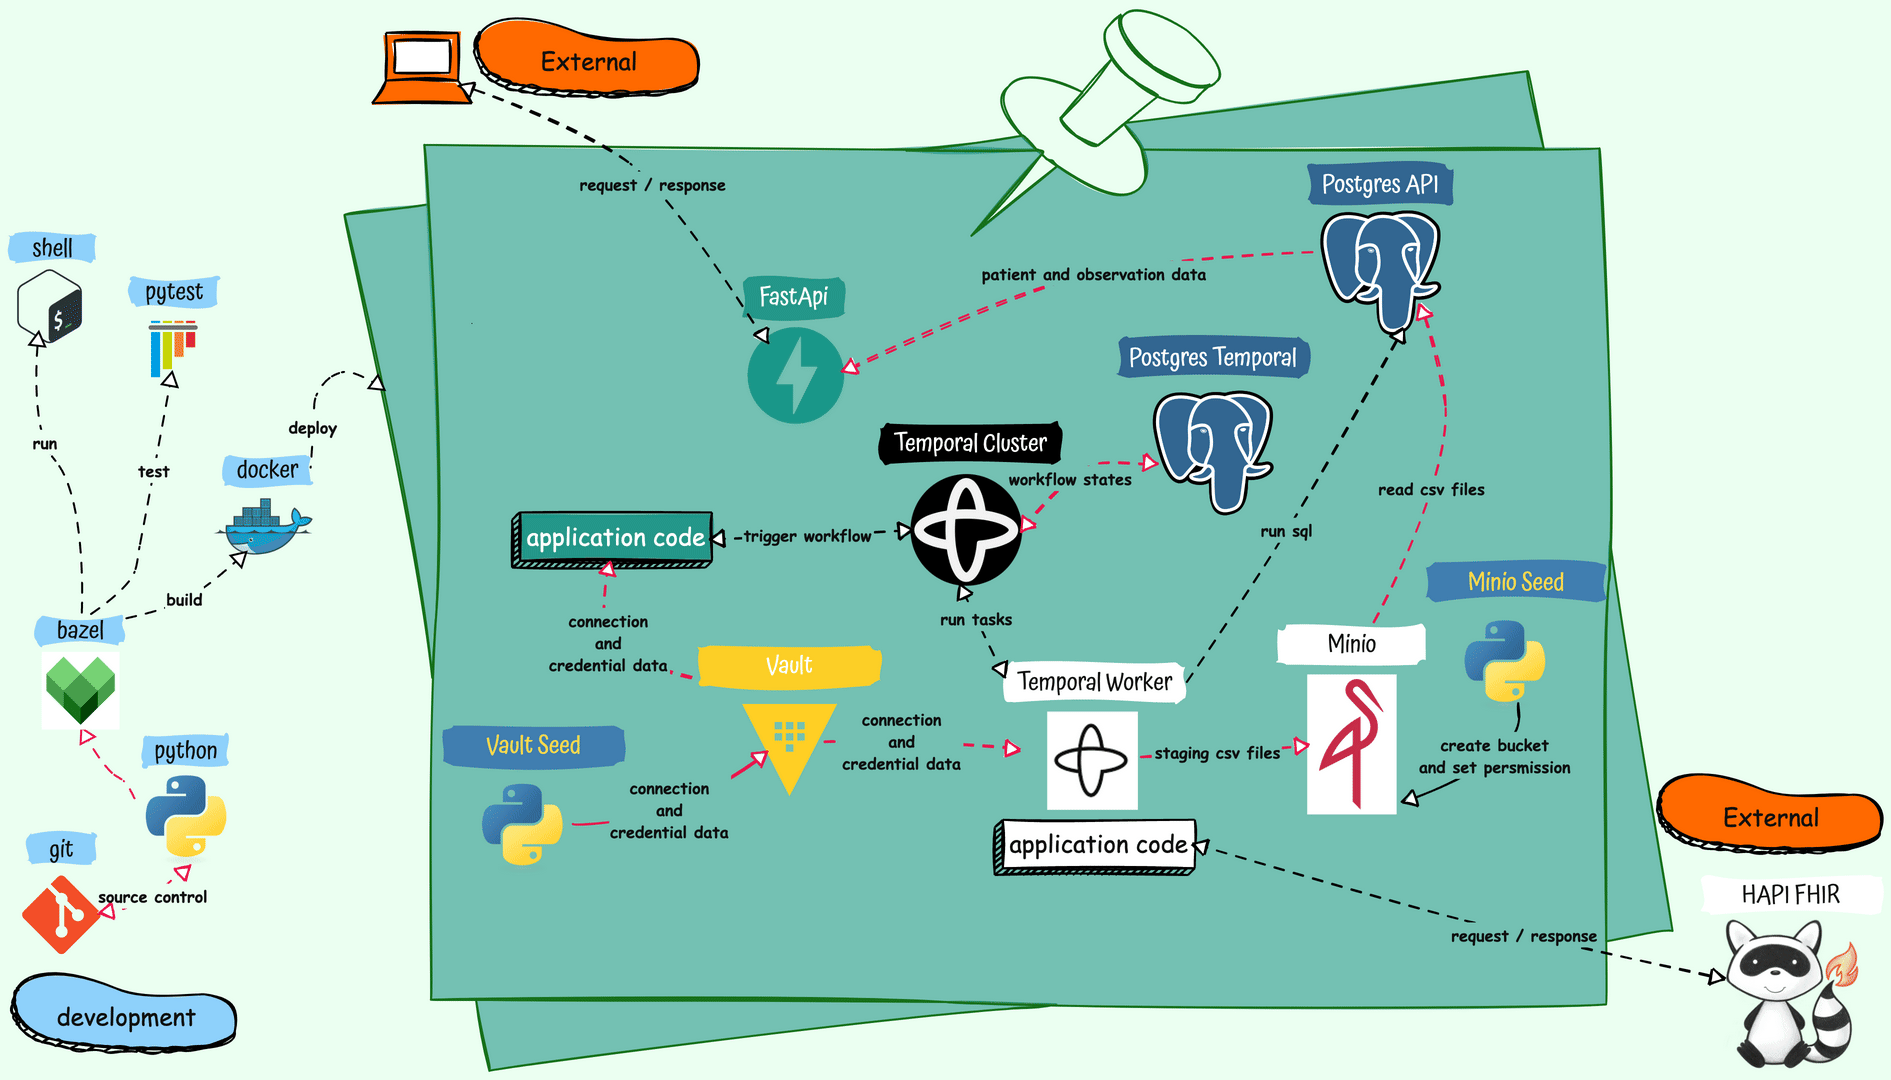 External
request / response
Postgres API
shell
$
pytest
FastApi
patient and observation data
Postgres Temporal
run
test
deploy
docker
Temporal Cluster
workflow states
read csv files
application code
trigger workflow
run sql
Minio Seed
build
bazel
connection
and
credential data
run tasks
Vault
Temporal Worker
Minio
python
Vault Seed
connection
and
credential data
connection
and
credential data
staging csv files
create bucket
and set persmission
git
source control
application code
External
HAPI FHIR
request / response
development